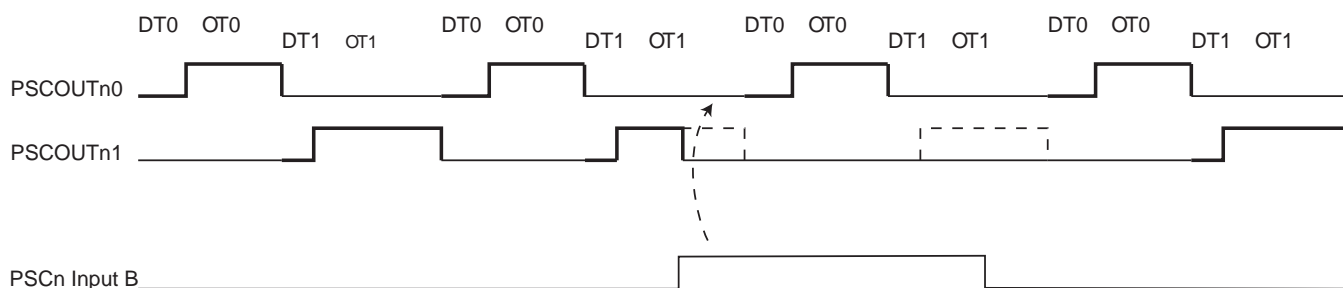 DT0 OT0 DT0 OT0 DT0 OT0 DT0 OT0
DT1 OT1 DT1 OT1 DT1 OT1 DT1 OT1
PSCOUTn0
PSCOUTn1
PSCn Input B